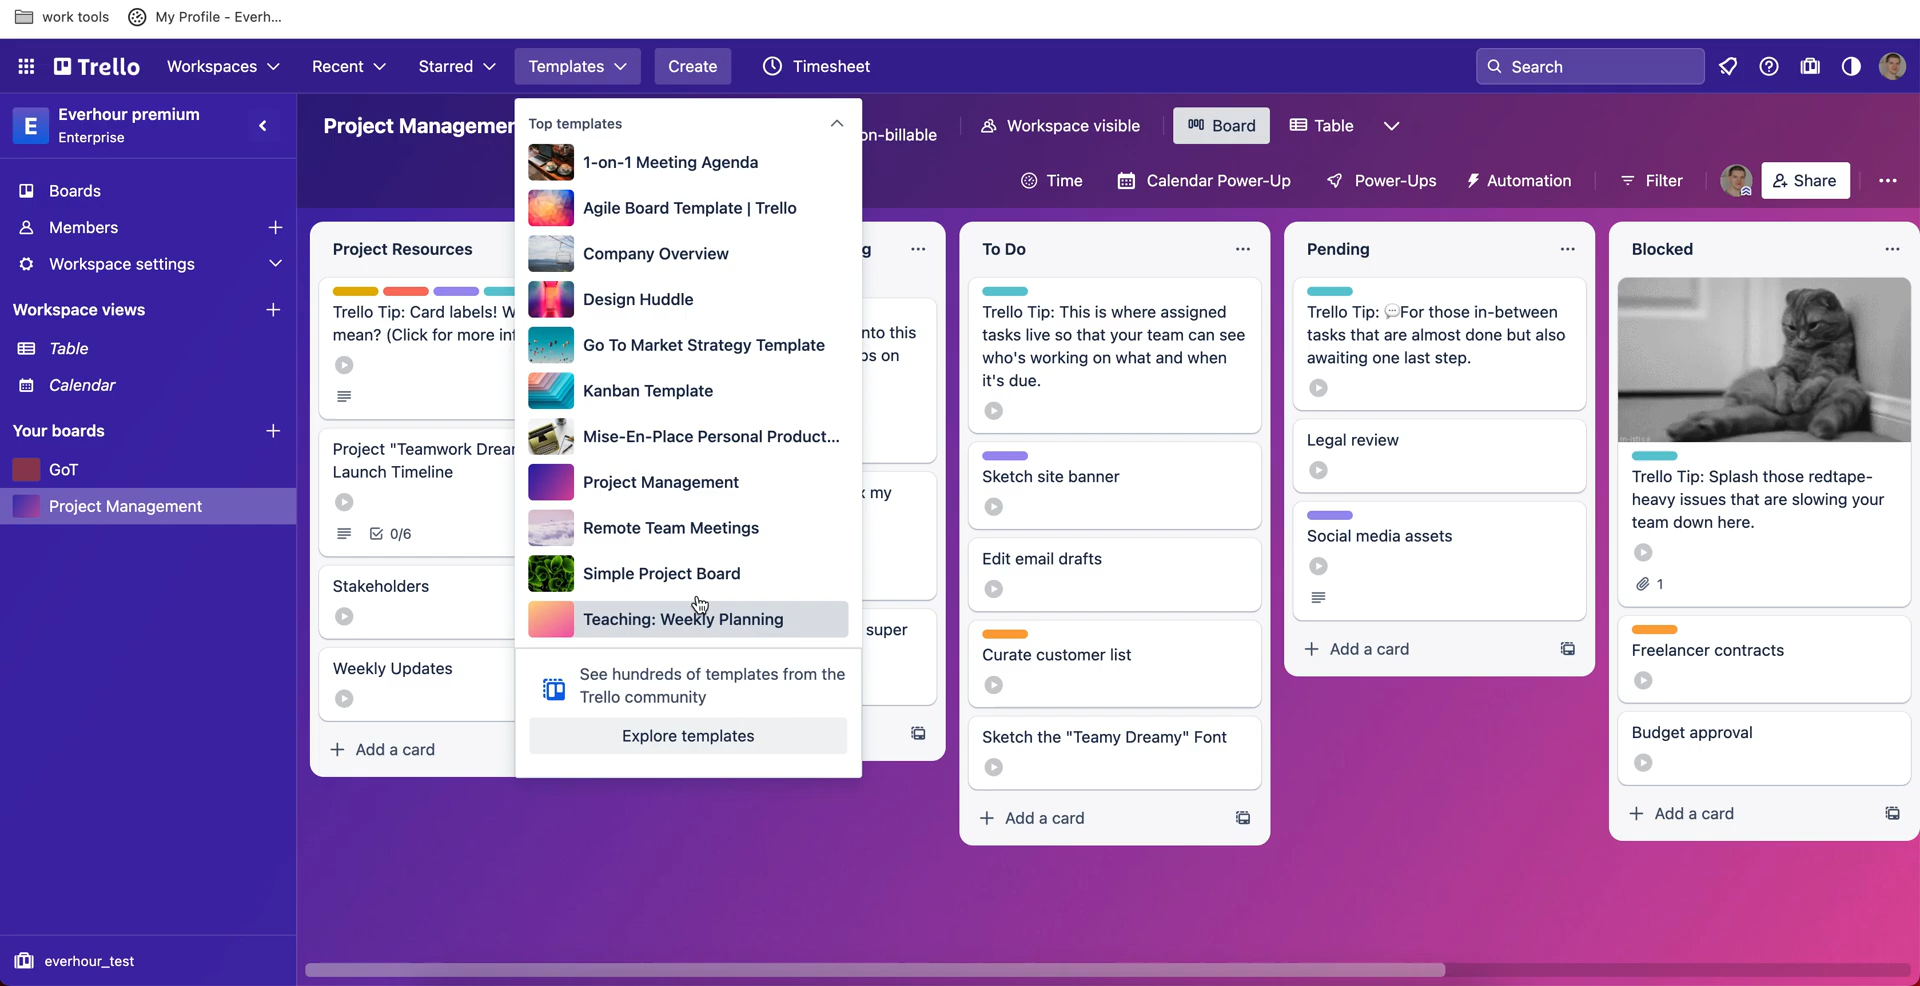 work tools
My Profile - Everh...
Trello
Workspaces
Recent
Starred
Templates
Create
Timesheet
Search
E
Everhour premium
Enterprise
Boards
Members
Workspace settings
Workspace views
Table
Calendar
Your boards
GoT
Project Management
everhour_test
Project Managemen
on-billable
Workspace visible
Board
Table
Time
Calendar Power-Up
Power-Ups
Automation
Filter
Share
Top templates
1-on-1 Meeting Agenda
Agile Board Template | Trello
Company Overview
Design Huddle
Go To Market Strategy Template
Kanban Template
Mise-En-Place Personal Product...
Project Management
Remote Team Meetings
Simple Project Board
Teaching: Weekly Planning
See hundreds of templates from the
Trello community
Explore templates
Project Resources
Trello Tip: Card labels! W
mean? (Click for more inf
Project "Teamwork Drea
Launch Timeline
0/6
Stakeholders
Weekly Updates
Add a card
g
nto this
os on
my
super
To Do
Trello Tip: This is where assigned
tasks live so that your team can see
who's working on what and when
it's due.
Sketch site banner
Edit email drafts
Curate customer list
Sketch the "Teamy Dreamy" Font
Add a card
Pending
Trello Tip: 💬For those in-between
tasks that are almost done but also
awaiting one last step.
Legal review
Social media assets
Add a card
Blocked
Trello Tip: Splash those redtape-
heavy issues that are slowing your
team down here.
1
Freelancer contracts
Budget approval
Add a card